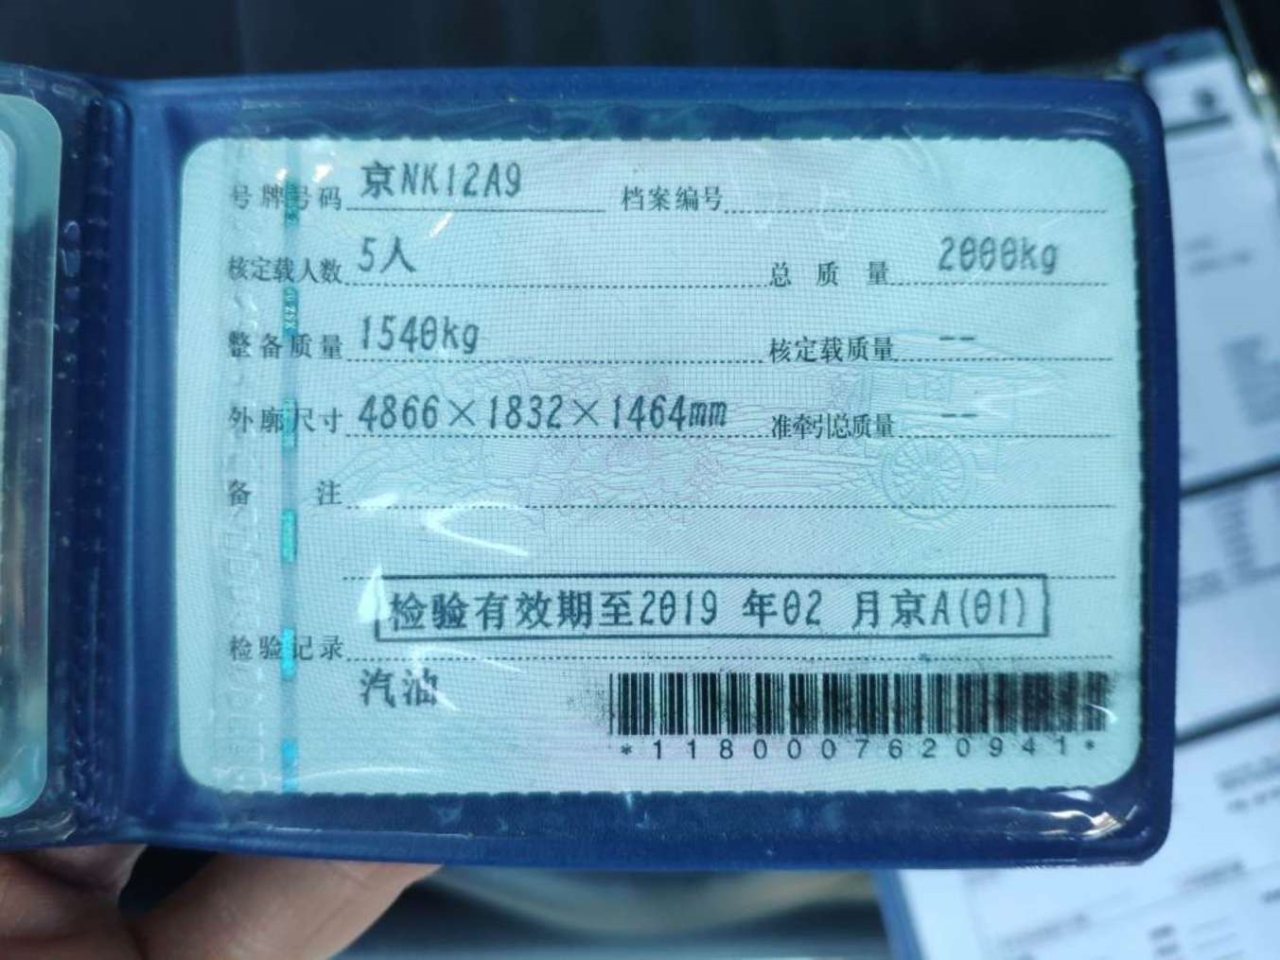 号牌号码 京NK12A9 档案编号
核定载人数 5人 总质量 2000kg
整备质量 1540kg 核定载质量 --
外廓尺寸 4866×1832×1464mm 准牵引总质量 --
备注
检验有效期至2019 年02 月京A(01)
检验记录
汽油
*1180007620941*